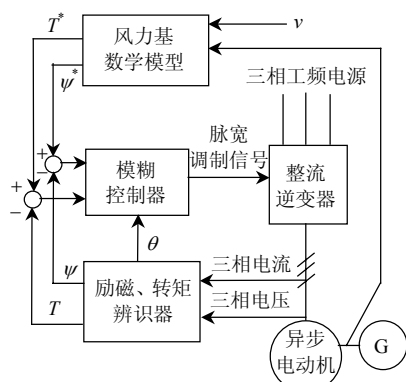 T*
风力基
数学模型
v
ψ*
三相工频电源
脉宽
调制信号
+
−
模糊
控制器
整流
逆变器
+
−
θ
ψ
三相电流
励磁、转矩
辨识器
T
三相电压
异步
电动机
G